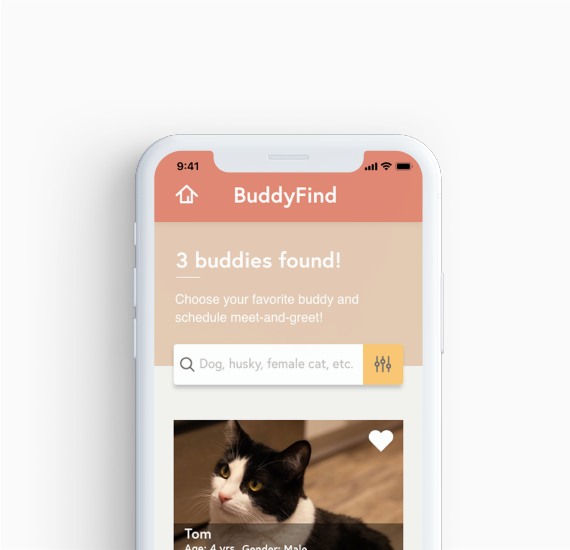 9:41
BuddyFind
3 buddies found!
Choose your favorite buddy and
schedule meet-and-greet!
Dog, husky, female cat, etc.
Tom
Age: 4 yrs Gender: Male